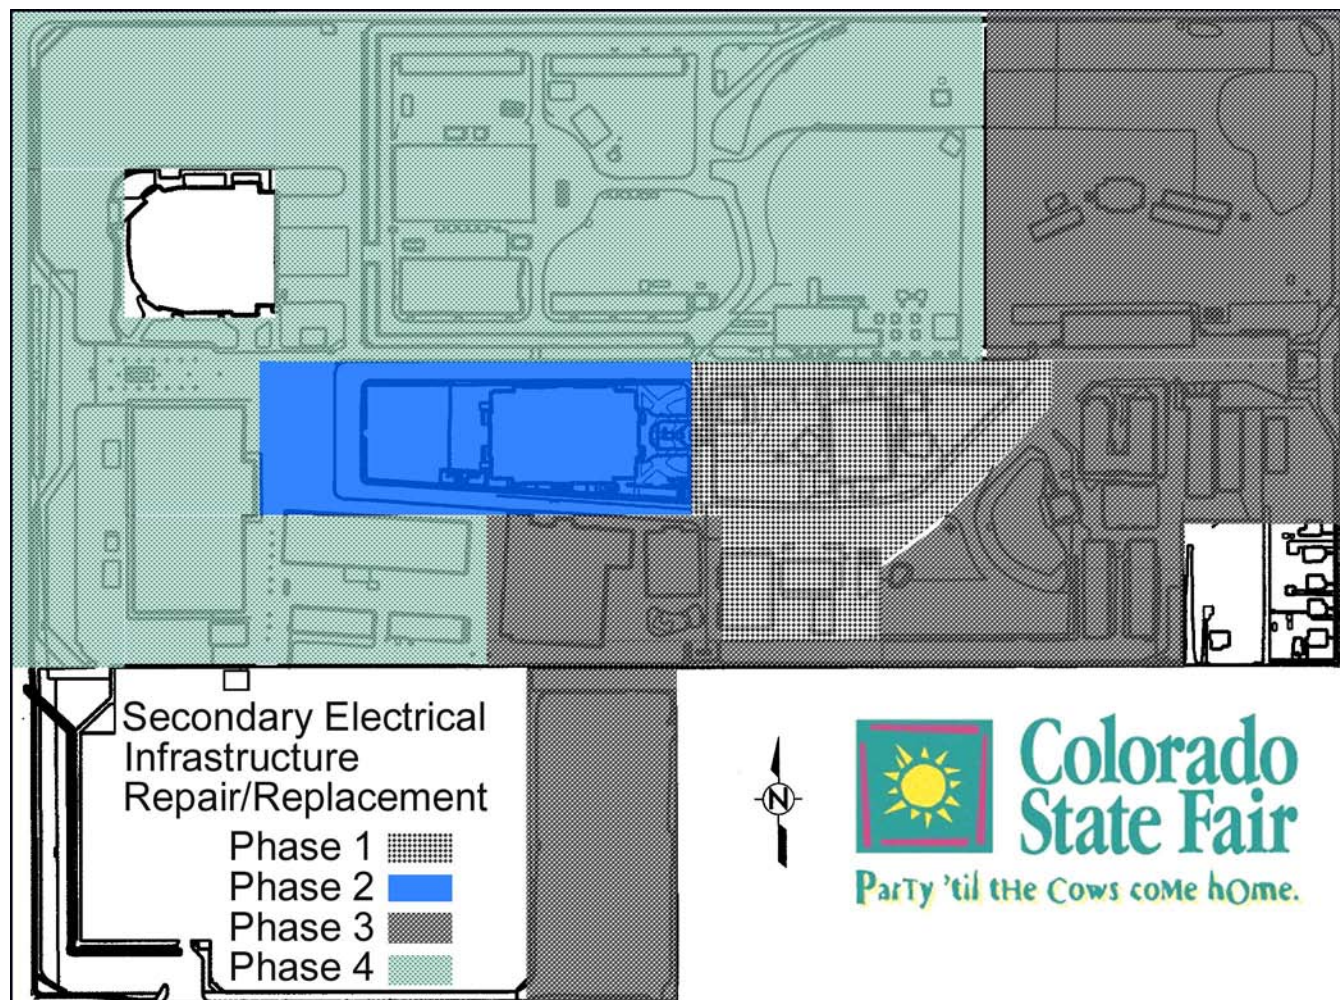 Secondary Electrical
Infrastructure
Repair/Replacement
Phase 1
Phase 2
Phase 3
Phase 4
N
Colorado
State Fair
ParTy 'til tHe Cows coMe hOme.